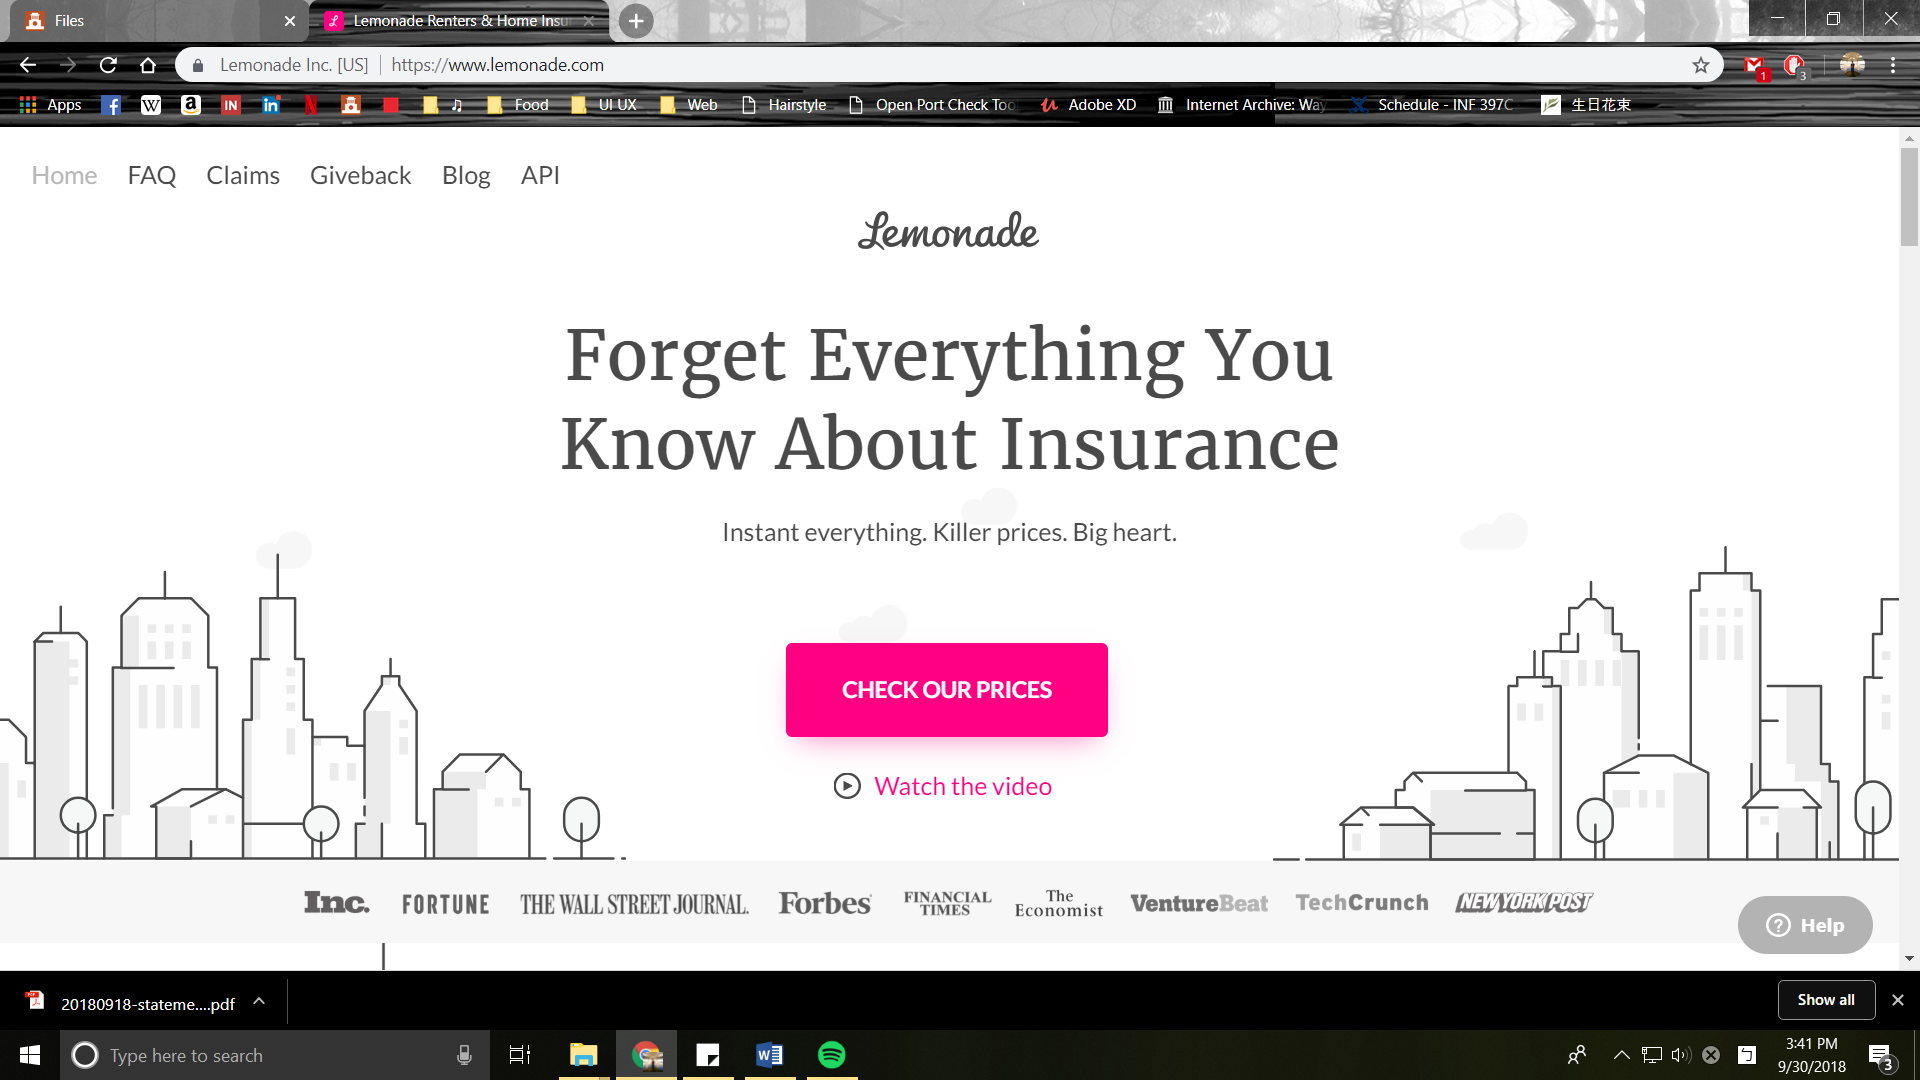 Files
Lemonade Renters & Home Insu
Lemonade Inc. [US] https://www.lemonade.com
1
3
Apps Food UI UX Web Hairstyle Open Port Check Too Adobe XD Internet Archive: Way Schedule - INF 397C 生日花束
Home FAQ Claims Giveback Blog API
Lemonade
Forget Everything You
Know About Insurance
Instant everything. Killer prices. Big heart.
CHECK OUR PRICES
Watch the video
Inc. FORTUNE THE WALL STREET JOURNAL. Forbes FINANCIAL TIMES The Economist VentureBeat TechCrunch NEW YORK POST
Help
20180918-stateme....pdf
Show all
Type here to search
3:41 PM
9/30/2018
3